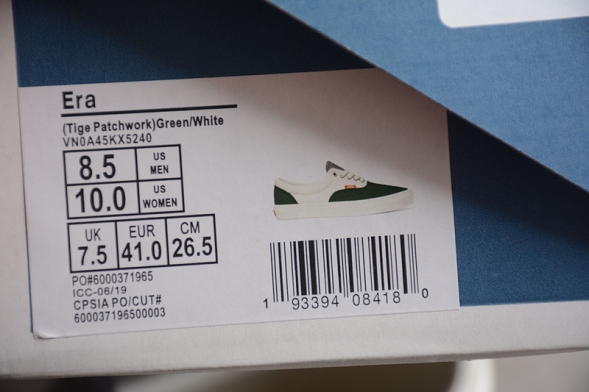 Era
(Tige Patchwork)Green/White
VN0A45KX5240
8.5 US MEN
10.0 US WOMEN
UK EUR CM
7.5 41.0 26.5
PO#6000371965
ICC-06/19
CPSIA PO/CUT#
600037196500003
1 93394 08418 0